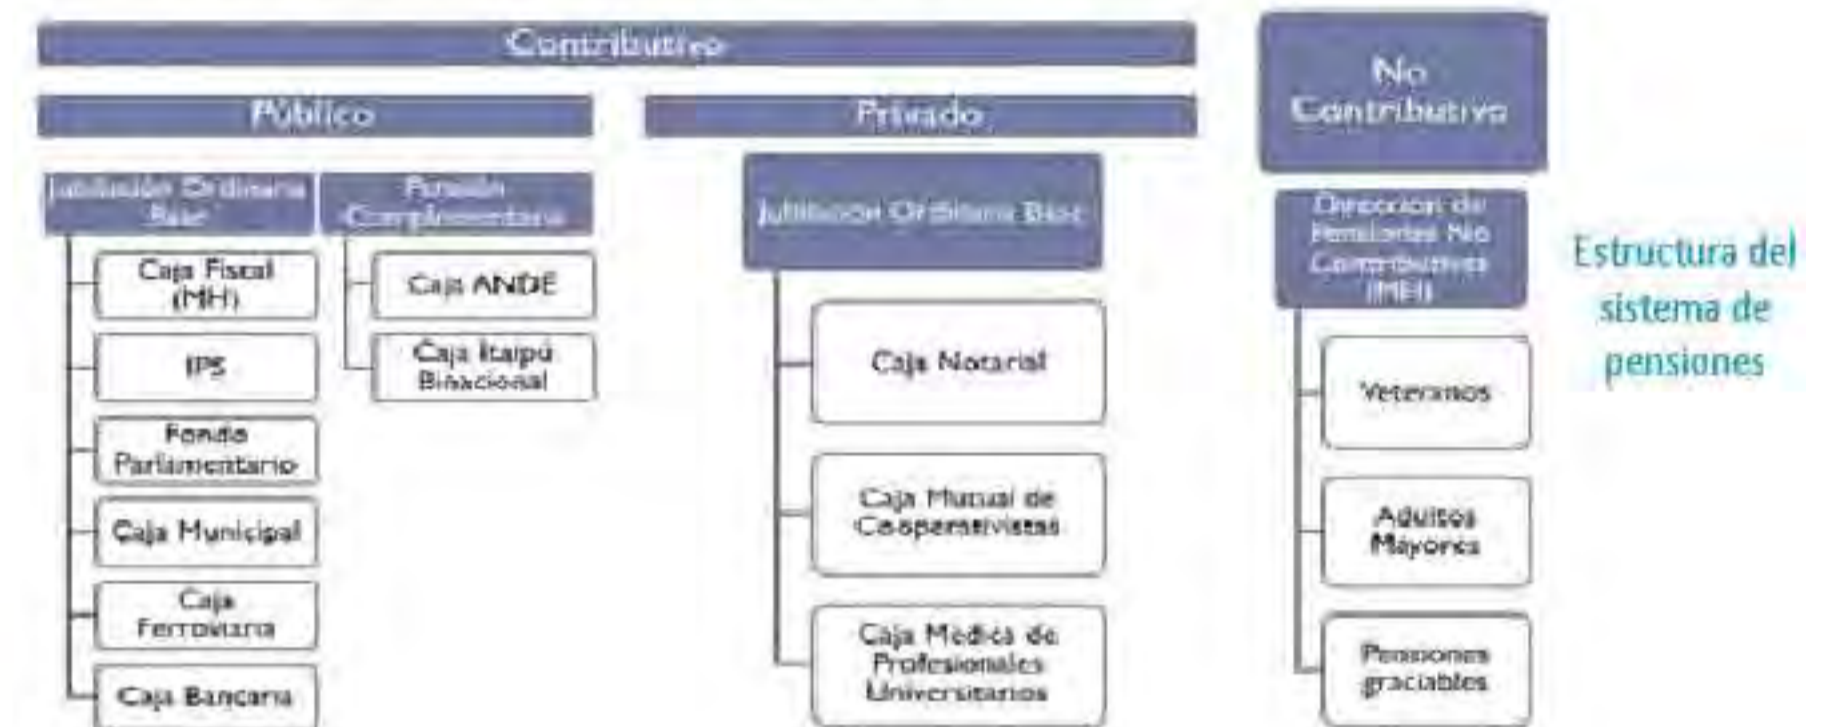 Contributivo
No
Contributivo
Público
Privado
Jubilación Ordinaria
Base
Pensión
Complementaria
Jubilación Ordinaria Base
Dirección de
Pensiones No
Contributivas
(MH)
Caja Fiscal
(MH)
IPS
Fondo
Parlamentario
Caja Municipal
Caja
Ferroviaria
Caja Bancaria
Caja ANDE
Caja Itaipú
Binacional
Caja Notarial
Caja Mutual de
Cooperativistas
Caja Médica de
Profesionales
Universitarios
Veteranos
Adultos
Mayores
Pensiones
graciables
Estructura del
sistema de
pensiones